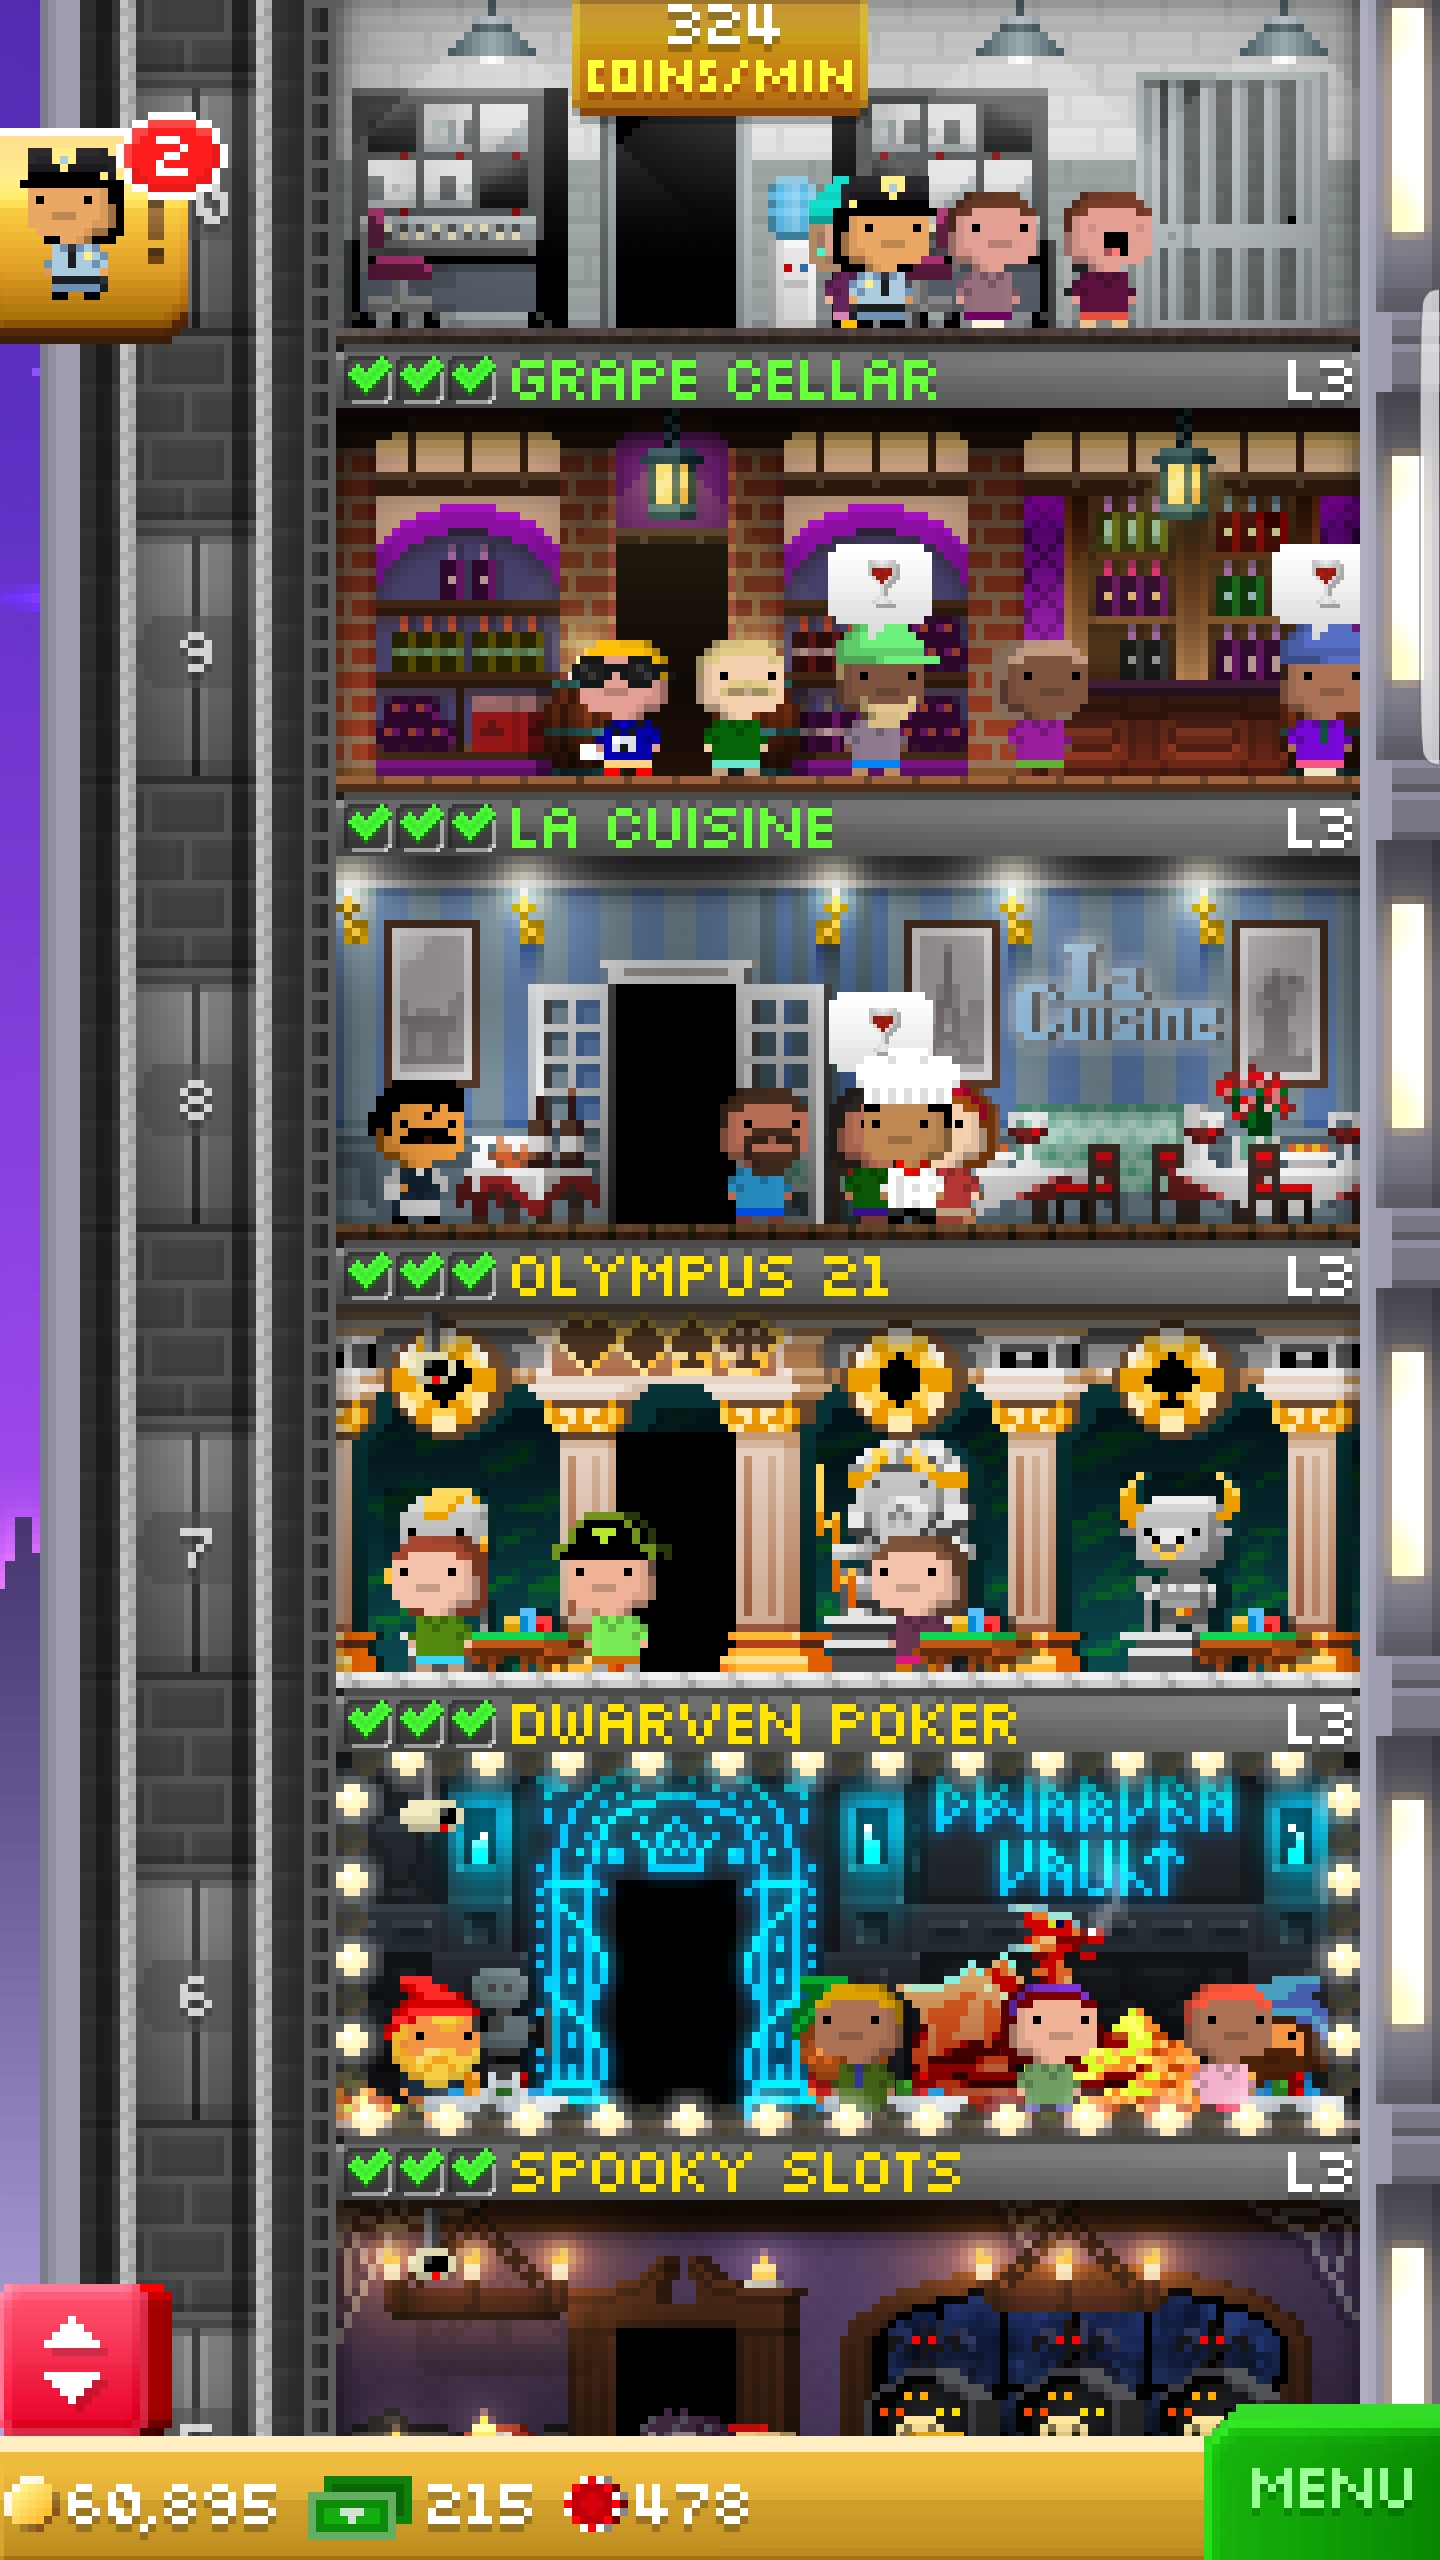 324
COINS/MIN
2
GRAPE CELLAR L3
9
LA CUISINE L3
La
Cuisine
8
OLYMPUS 21 L3
7
DWARVEN POKER L3
DWARVEN
VAULT
6
SPOOKY SLOTS L3
60,895 215 478
MENU